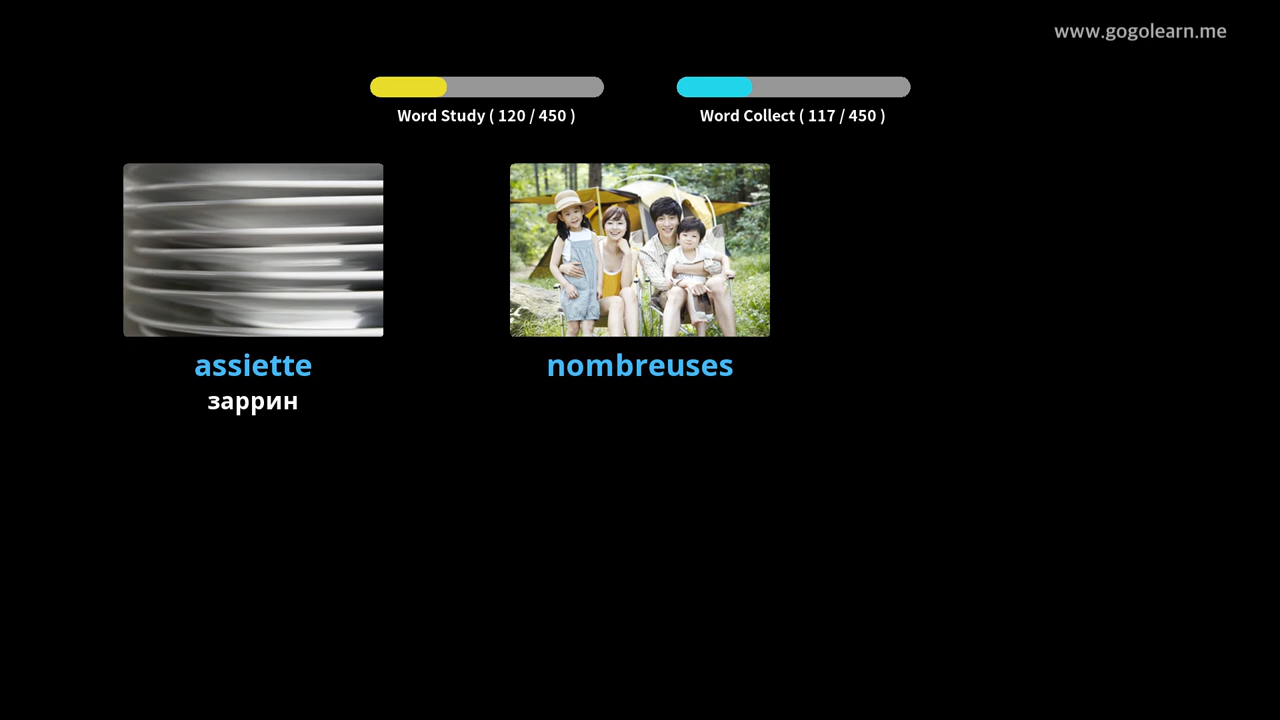 www.gogolearn.me
Word Study ( 120 / 450 )
Word Collect ( 117 / 450 )
assiette
заррин
nombreuses